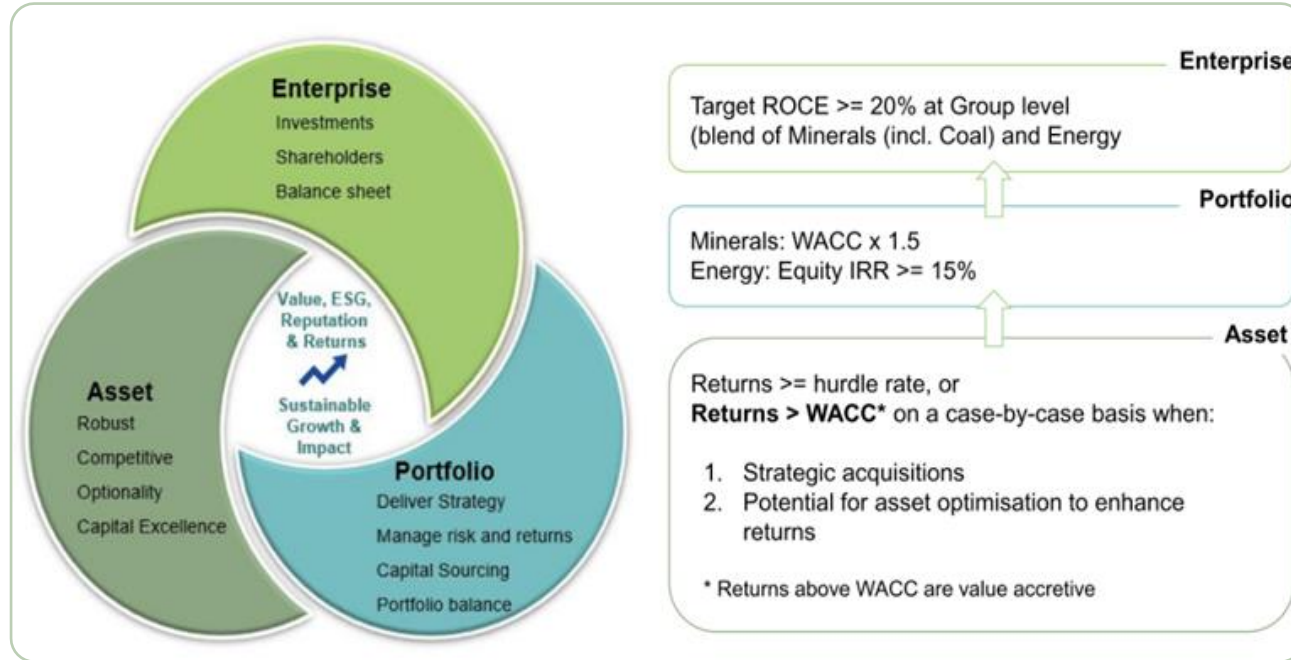 Enterprise
Investments
Shareholders
Balance sheet
Value, ESG,
Reputation
& Returns
Sustainable
Growth &
Impact
Asset
Robust
Competitive
Optionality
Capital Excellence
Portfolio
Deliver Strategy
Manage risk and returns
Capital Sourcing
Portfolio balance
Enterprise
Target ROCE >= 20% at Group level
(blend of Minerals (incl. Coal) and Energy
Portfolio
Minerals: WACC x 1.5
Energy: Equity IRR >= 15%
Asset
Returns >= hurdle rate, or
Returns > WACC* on a case-by-case basis when:
1. Strategic acquisitions
2. Potential for asset optimisation to enhance
returns
* Returns above WACC are value accretive